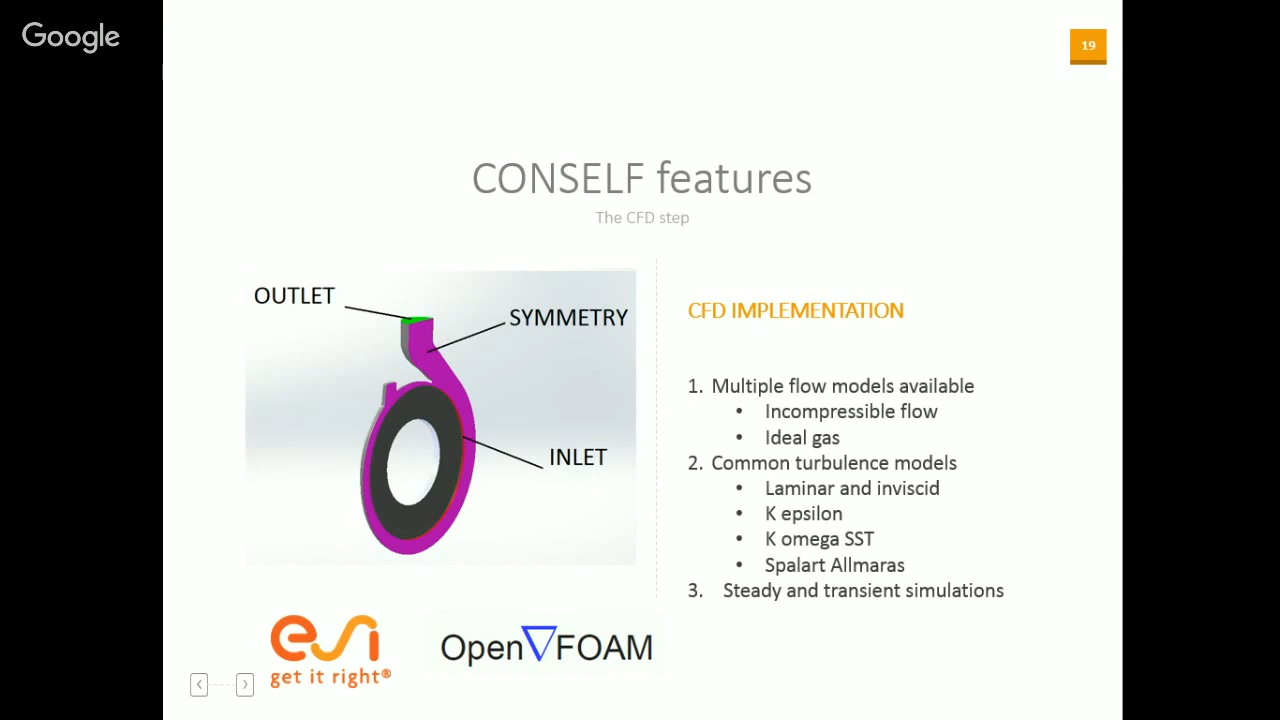 Google
19
CONSELF features
The CFD step
OUTLET
SYMMETRY
INLET
CFD IMPLEMENTATION
1. Multiple flow models available
• Incompressible flow
• Ideal gas
2. Common turbulence models
• Laminar and inviscid
• K epsilon
• K omega SST
• Spalart Allmaras
3. Steady and transient simulations
esi
get it right®
Open∇FOAM